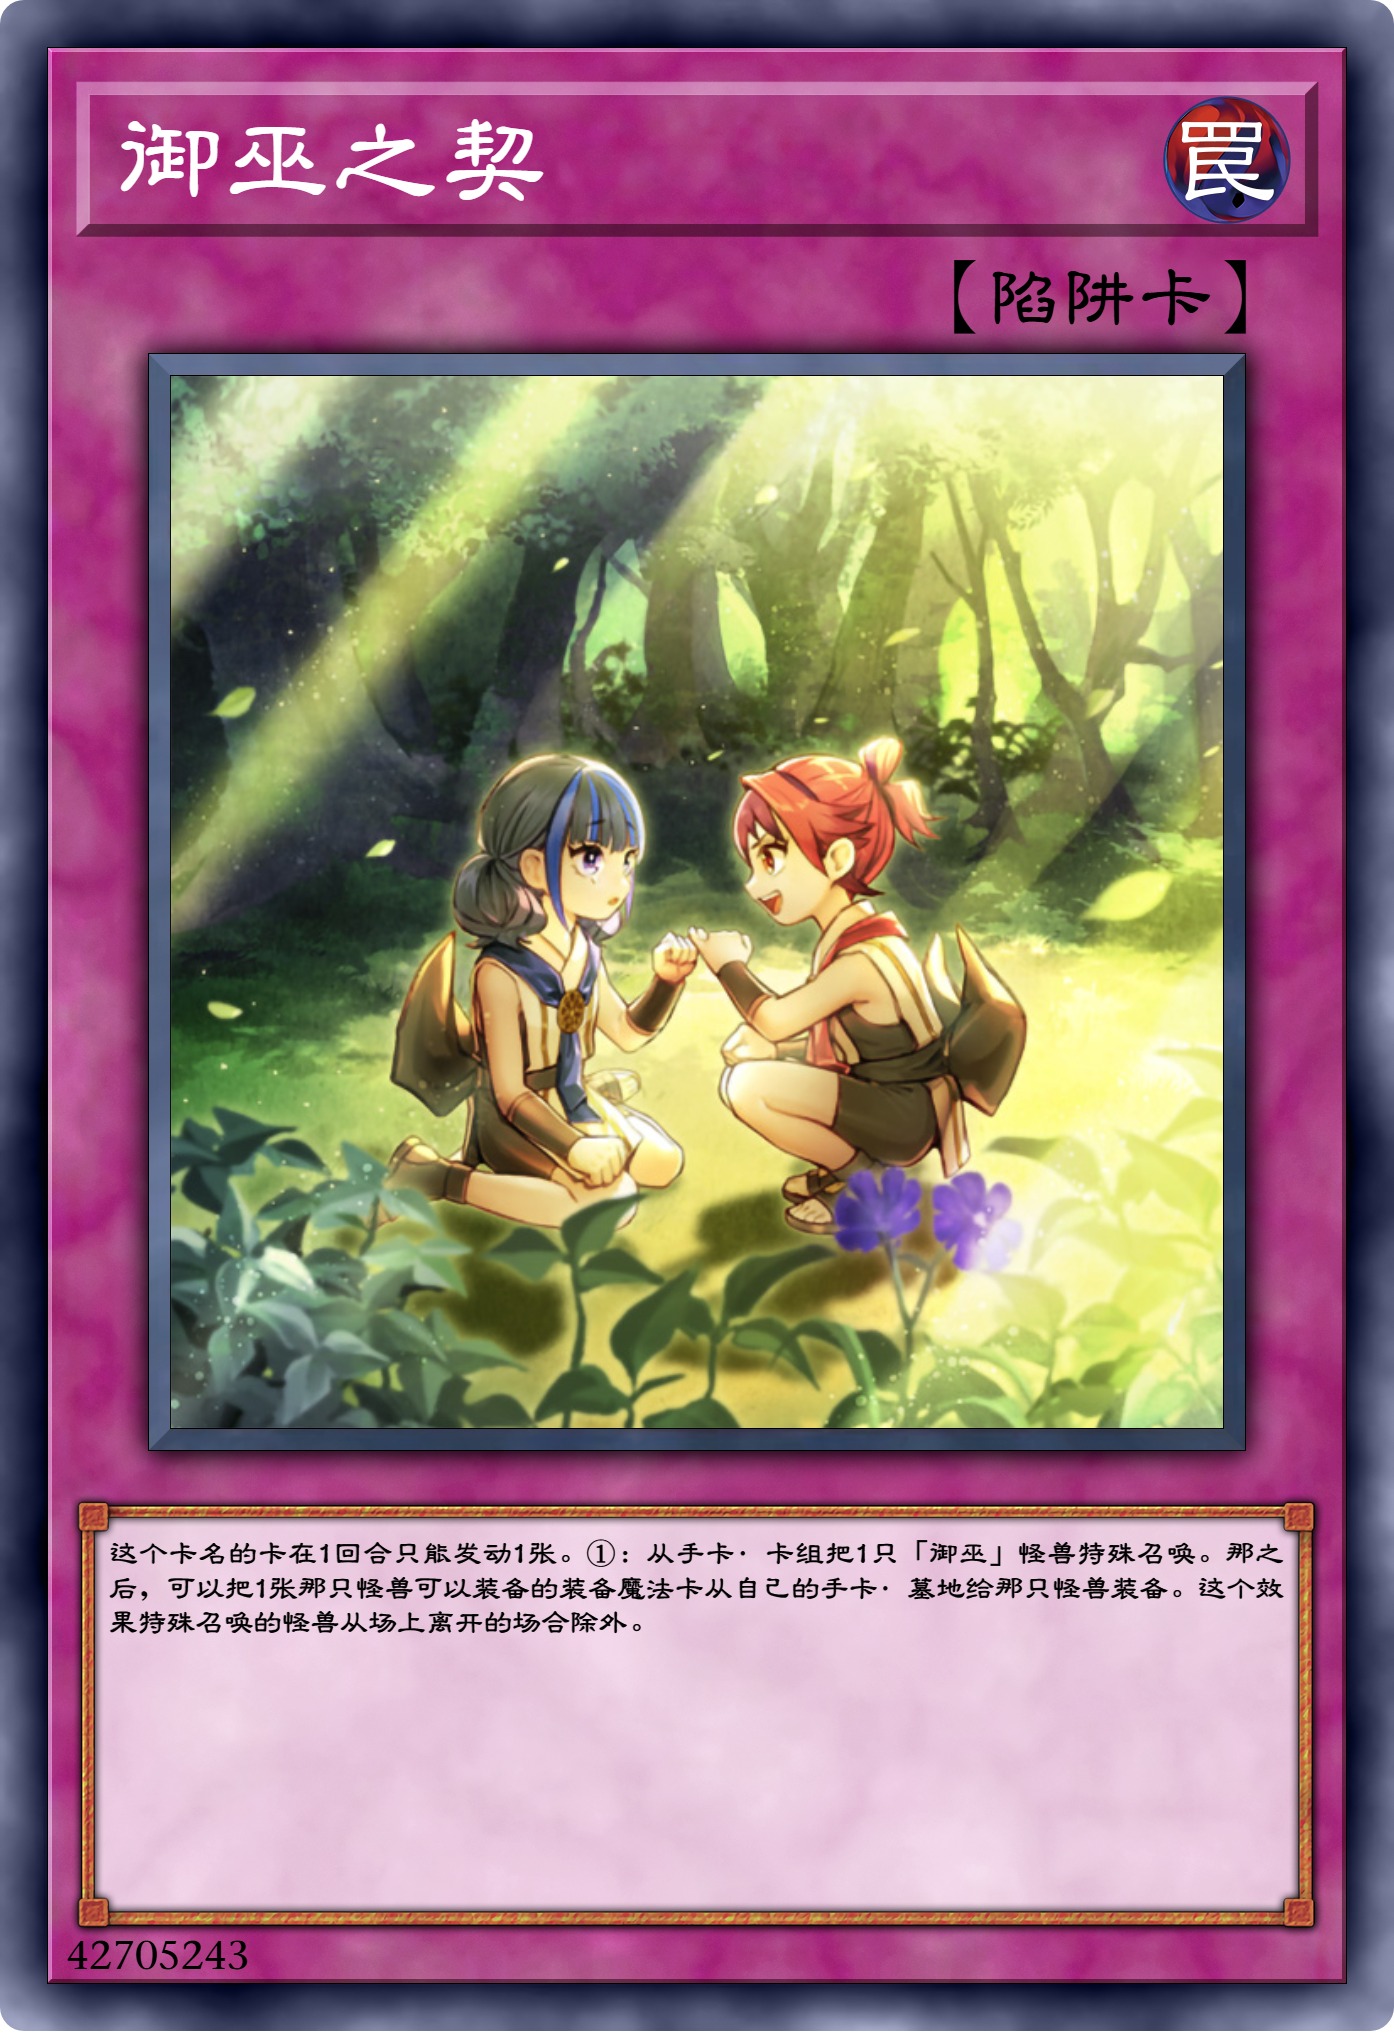 御巫之契
罠
【陷阱卡】
这个卡名的卡在1回合只能发动1张。①：从手卡·卡组把1只「御巫」怪兽特殊召唤。那之
后，可以把1张那只怪兽可以装备的装备魔法卡从自己的手卡·墓地给那只怪兽装备。这个效
果特殊召唤的怪兽从场上离开的场合除外。
42705243